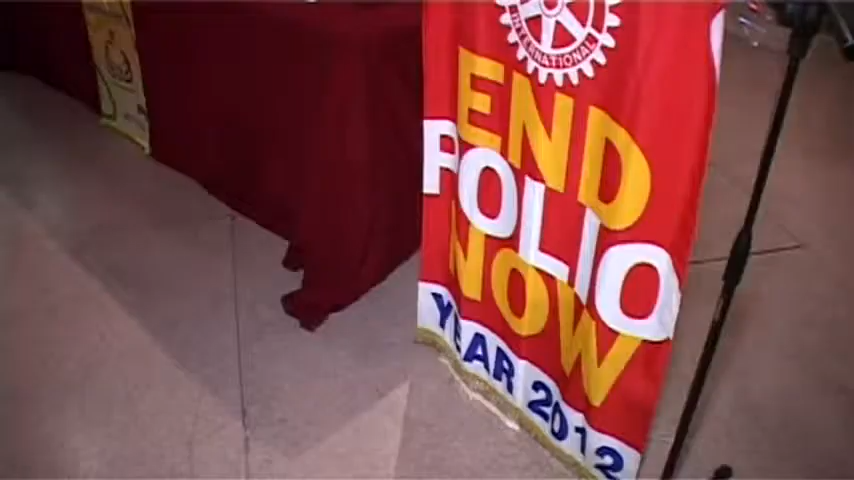 INTERNATIONAL
END
POLIO
NOW
YEAR 2012